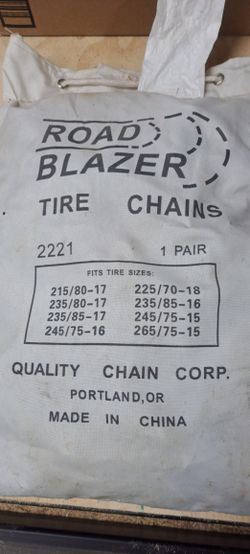 ROAD
BLAZER
TIRE CHAINS
2221 1 PAIR
FITS TIRE SIZES:
215/80-17 225/70-18
235/80-17 235/85-16
235/85-17 245/75-15
245/75-16 265/75-15
QUALITY CHAIN CORP.
PORTLAND,OR
MADE IN CHINA